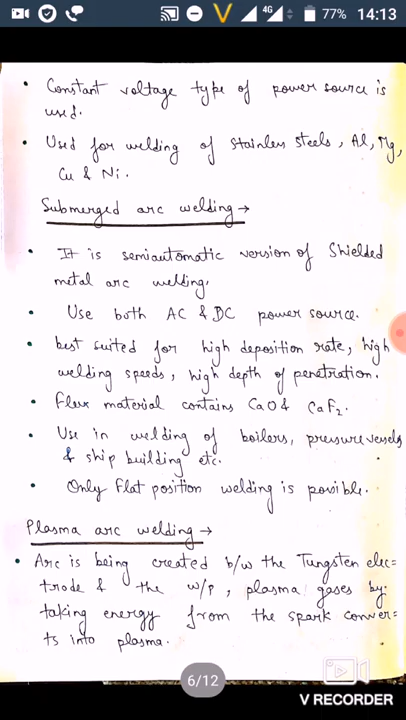 4G 77% 14:13
• Constant voltage type of power source is
used.
• Used for welding of stainless steels, Al, Mg,
Cu & Ni.
Submerged arc welding →
• It is semiautomatic version of Shielded
metal arc welding.
• Use both AC & DC power source.
• best suited for high deposition rate, high
welding speeds, high depth of penetration.
• Flux material contains CaO & CaF2.
• Use in welding of boilers, pressure vessels
& ship building etc.
• Only flat position welding is possible.
Plasma arc welding →
• Arc is being created b/w the Tungsten elec=
trode & the w/p, plasma gases by
taking energy from the spark conver=
ts into plasma.
6/12
V RECORDER